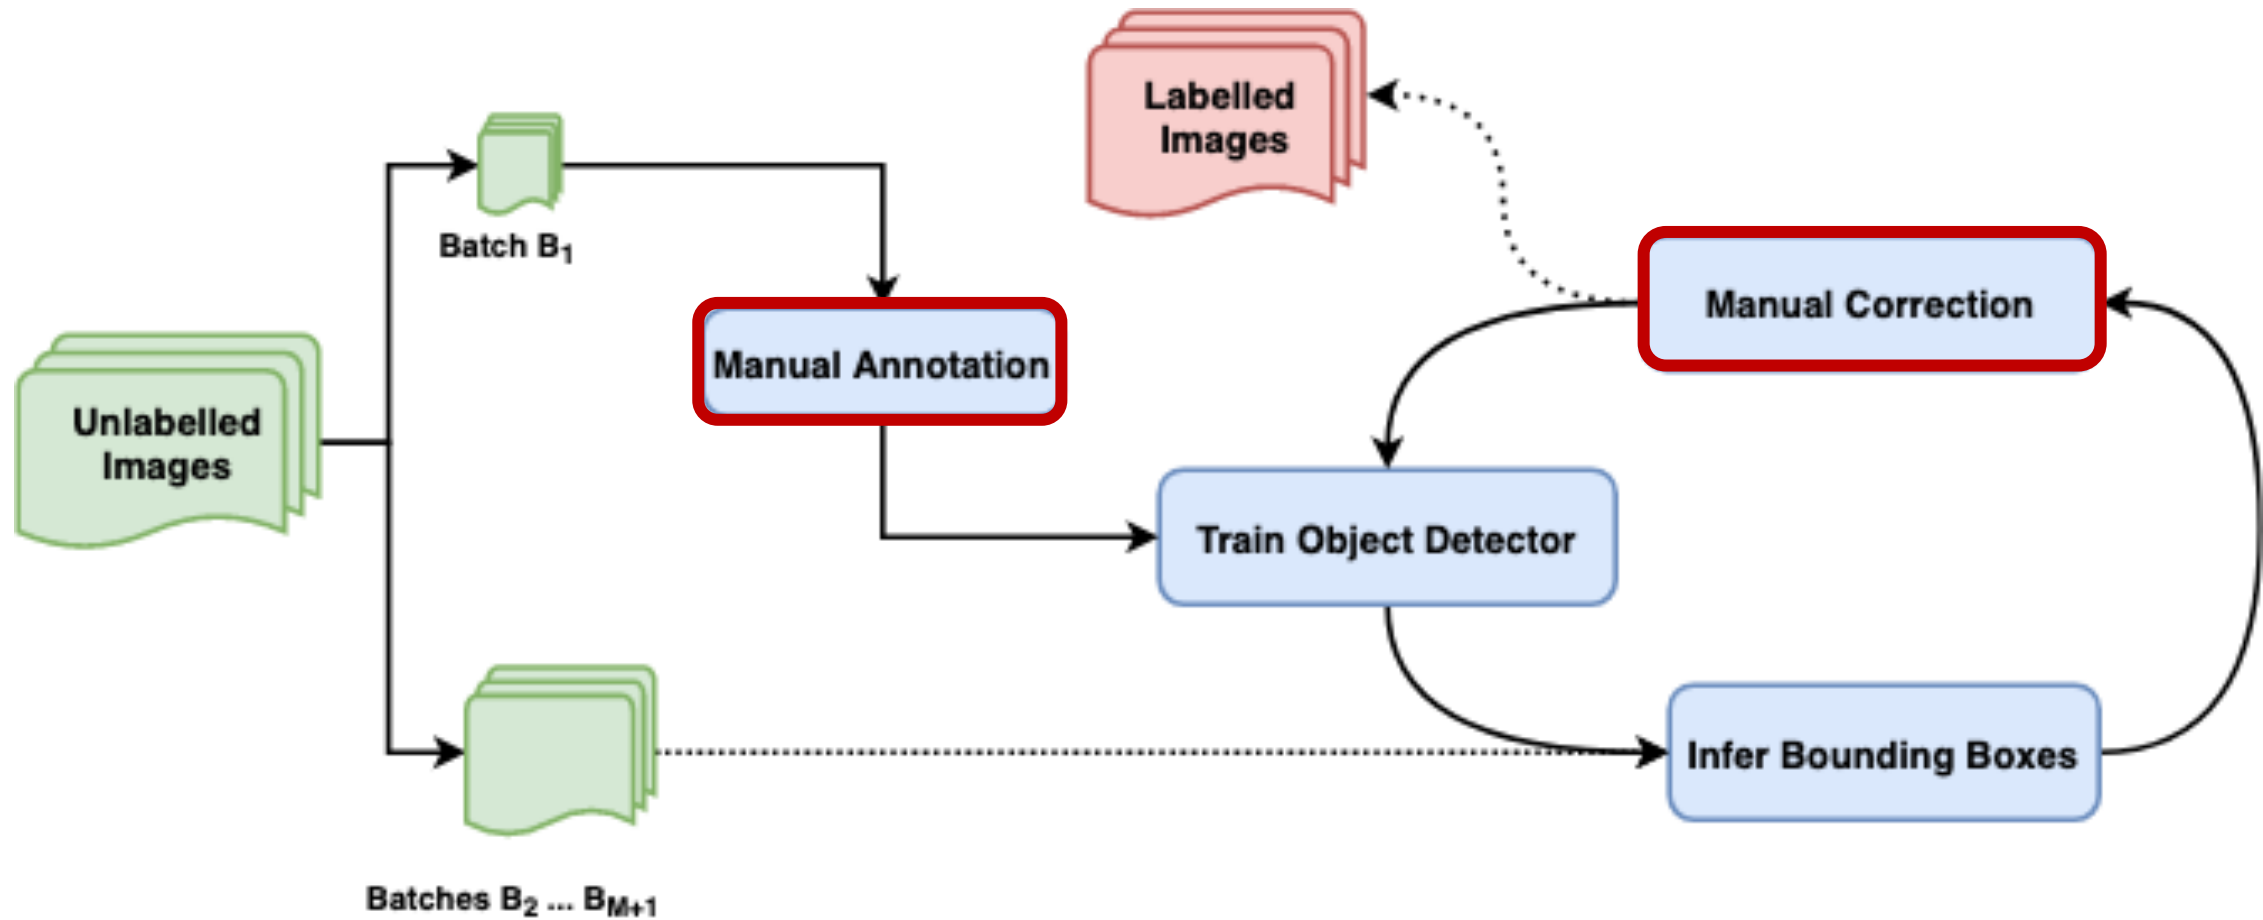 Labelled
Images
Batch B1
Manual Correction
Manual Annotation
Unlabelled
Images
Train Object Detector
Infer Bounding Boxes
Batches B2 ... BM+1